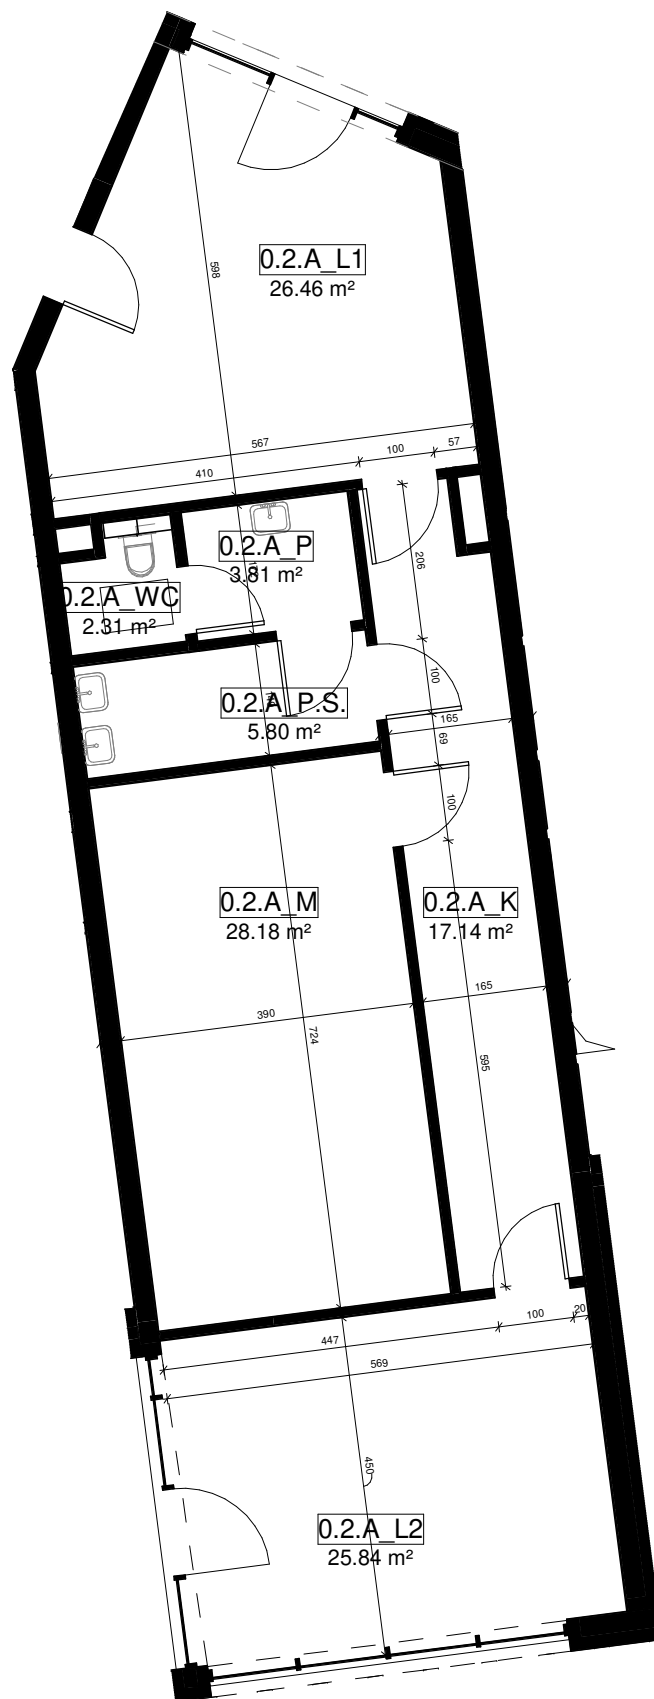 0.2.A_L1
26.46 m²
598
567
410
100
57
0.2.A_P
3.81 m²
206
0.2.A_WC
2.31 m²
100
0.2.A_P.S.
5.80 m²
165
69
100
0.2.A_M
28.18 m²
0.2.A_K
17.14 m²
165
390
724
595
20
100
447
569
450
0.2.A_L2
25.84 m²